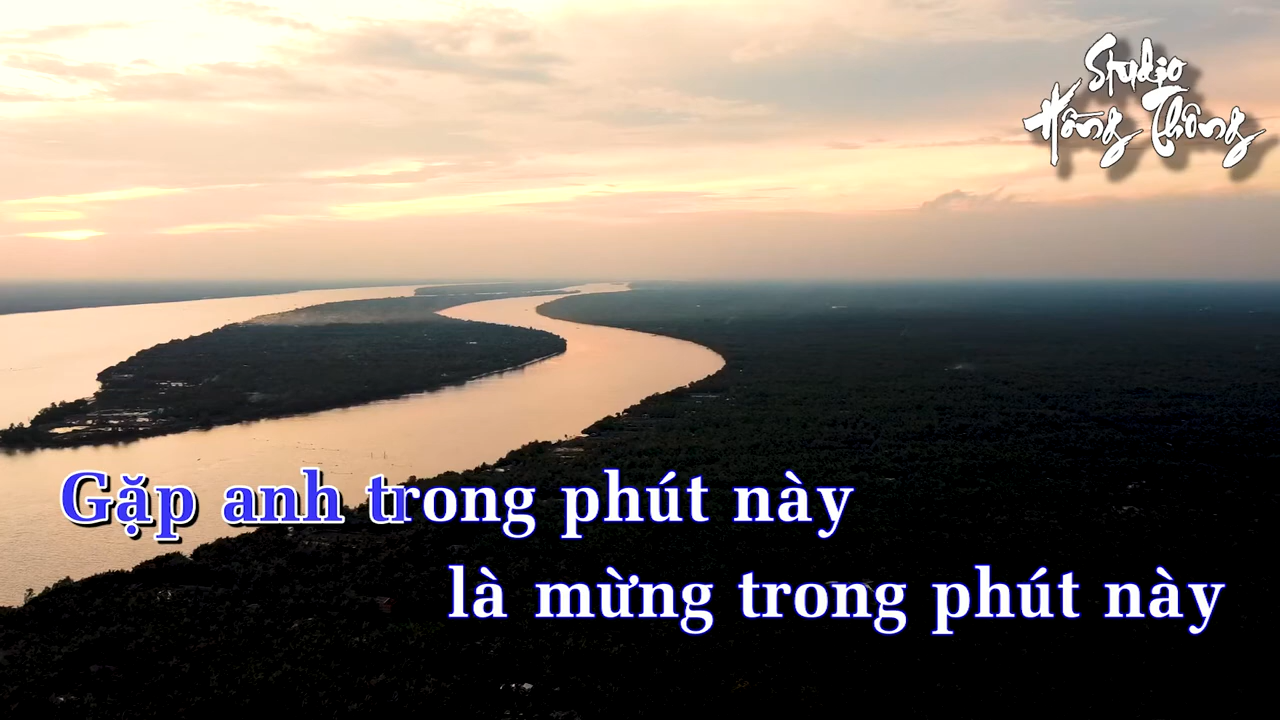 Studio
Hồng Thông
Gặp anh trong phút này
là mừng trong phút này